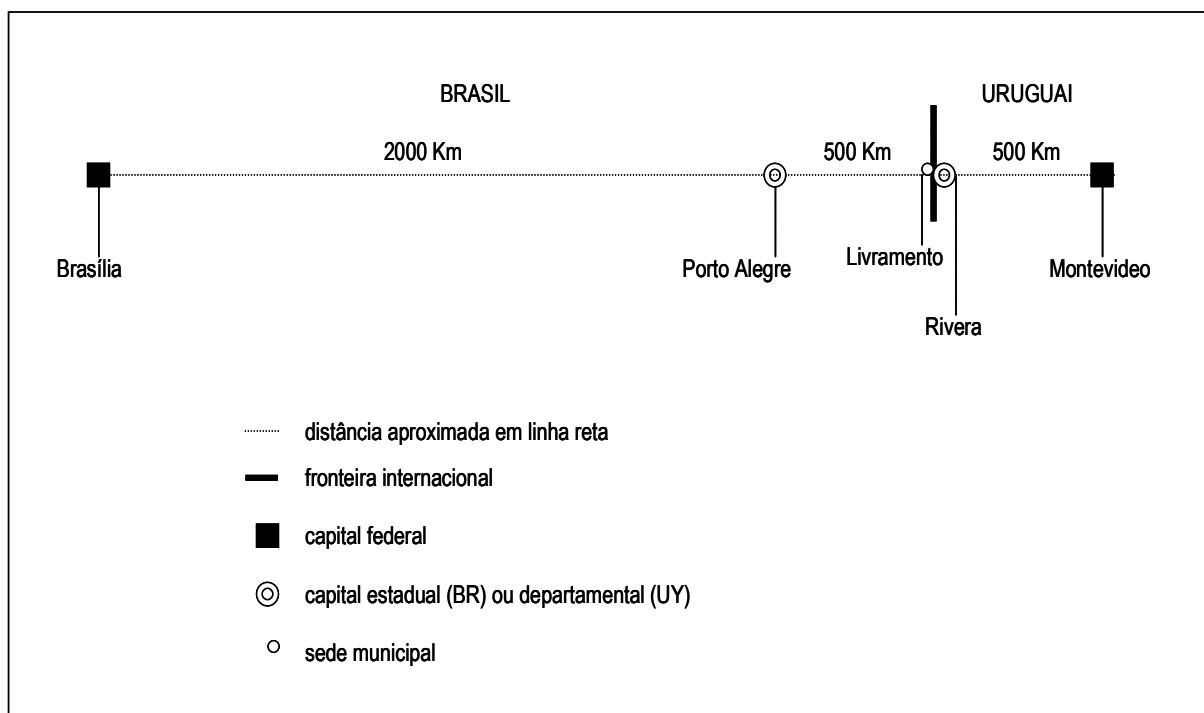 BRASIL
URUGUAI
2000 Km
500 Km
500 Km
Brasília
Porto Alegre
Livramento
Montevideo
Rivera
distância aproximada em linha reta
fronteira internacional
capital federal
capital estadual (BR) ou departamental (UY)
sede municipal